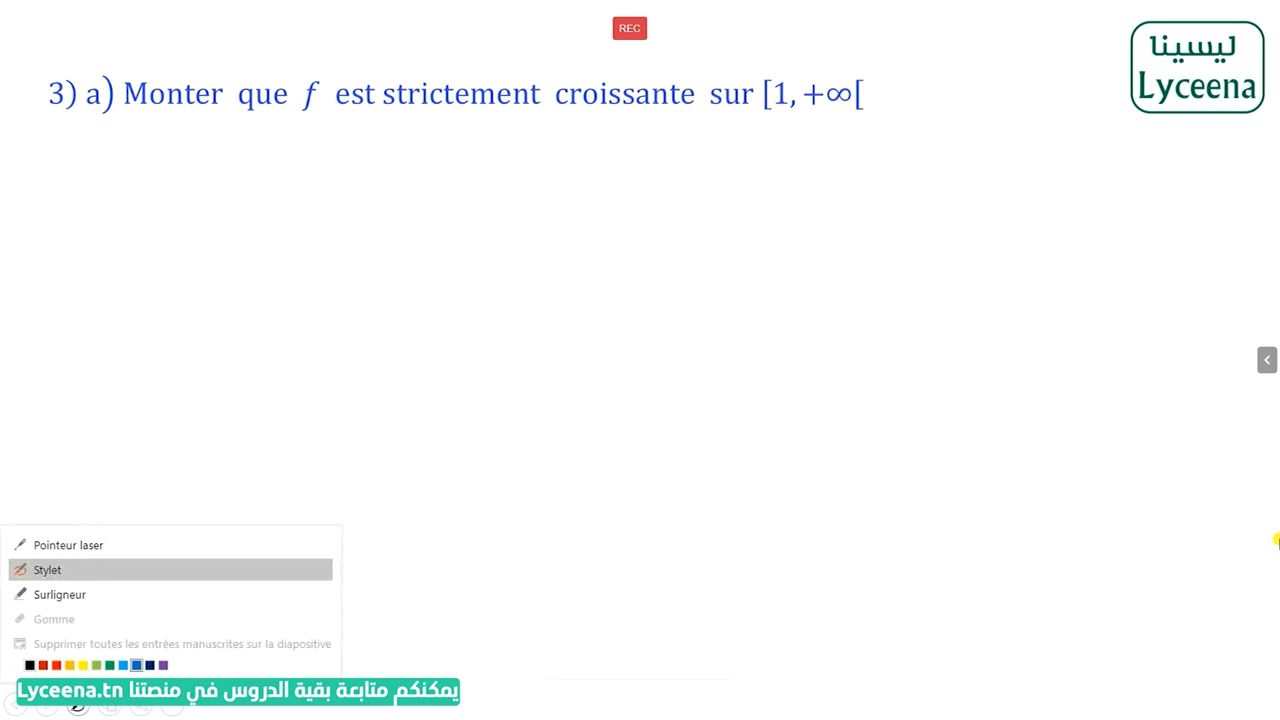 REC
ليسينا
Lyceena
3) a) Monter que f est strictement croissante sur [1, +∞[
Pointeur laser
Stylet
Surligneur
Gomme
Supprimer toutes les entrées manuscrites sur la diapositive
يمكنكم متابعة بقية الدروس في منصتنا Lyceena.tn